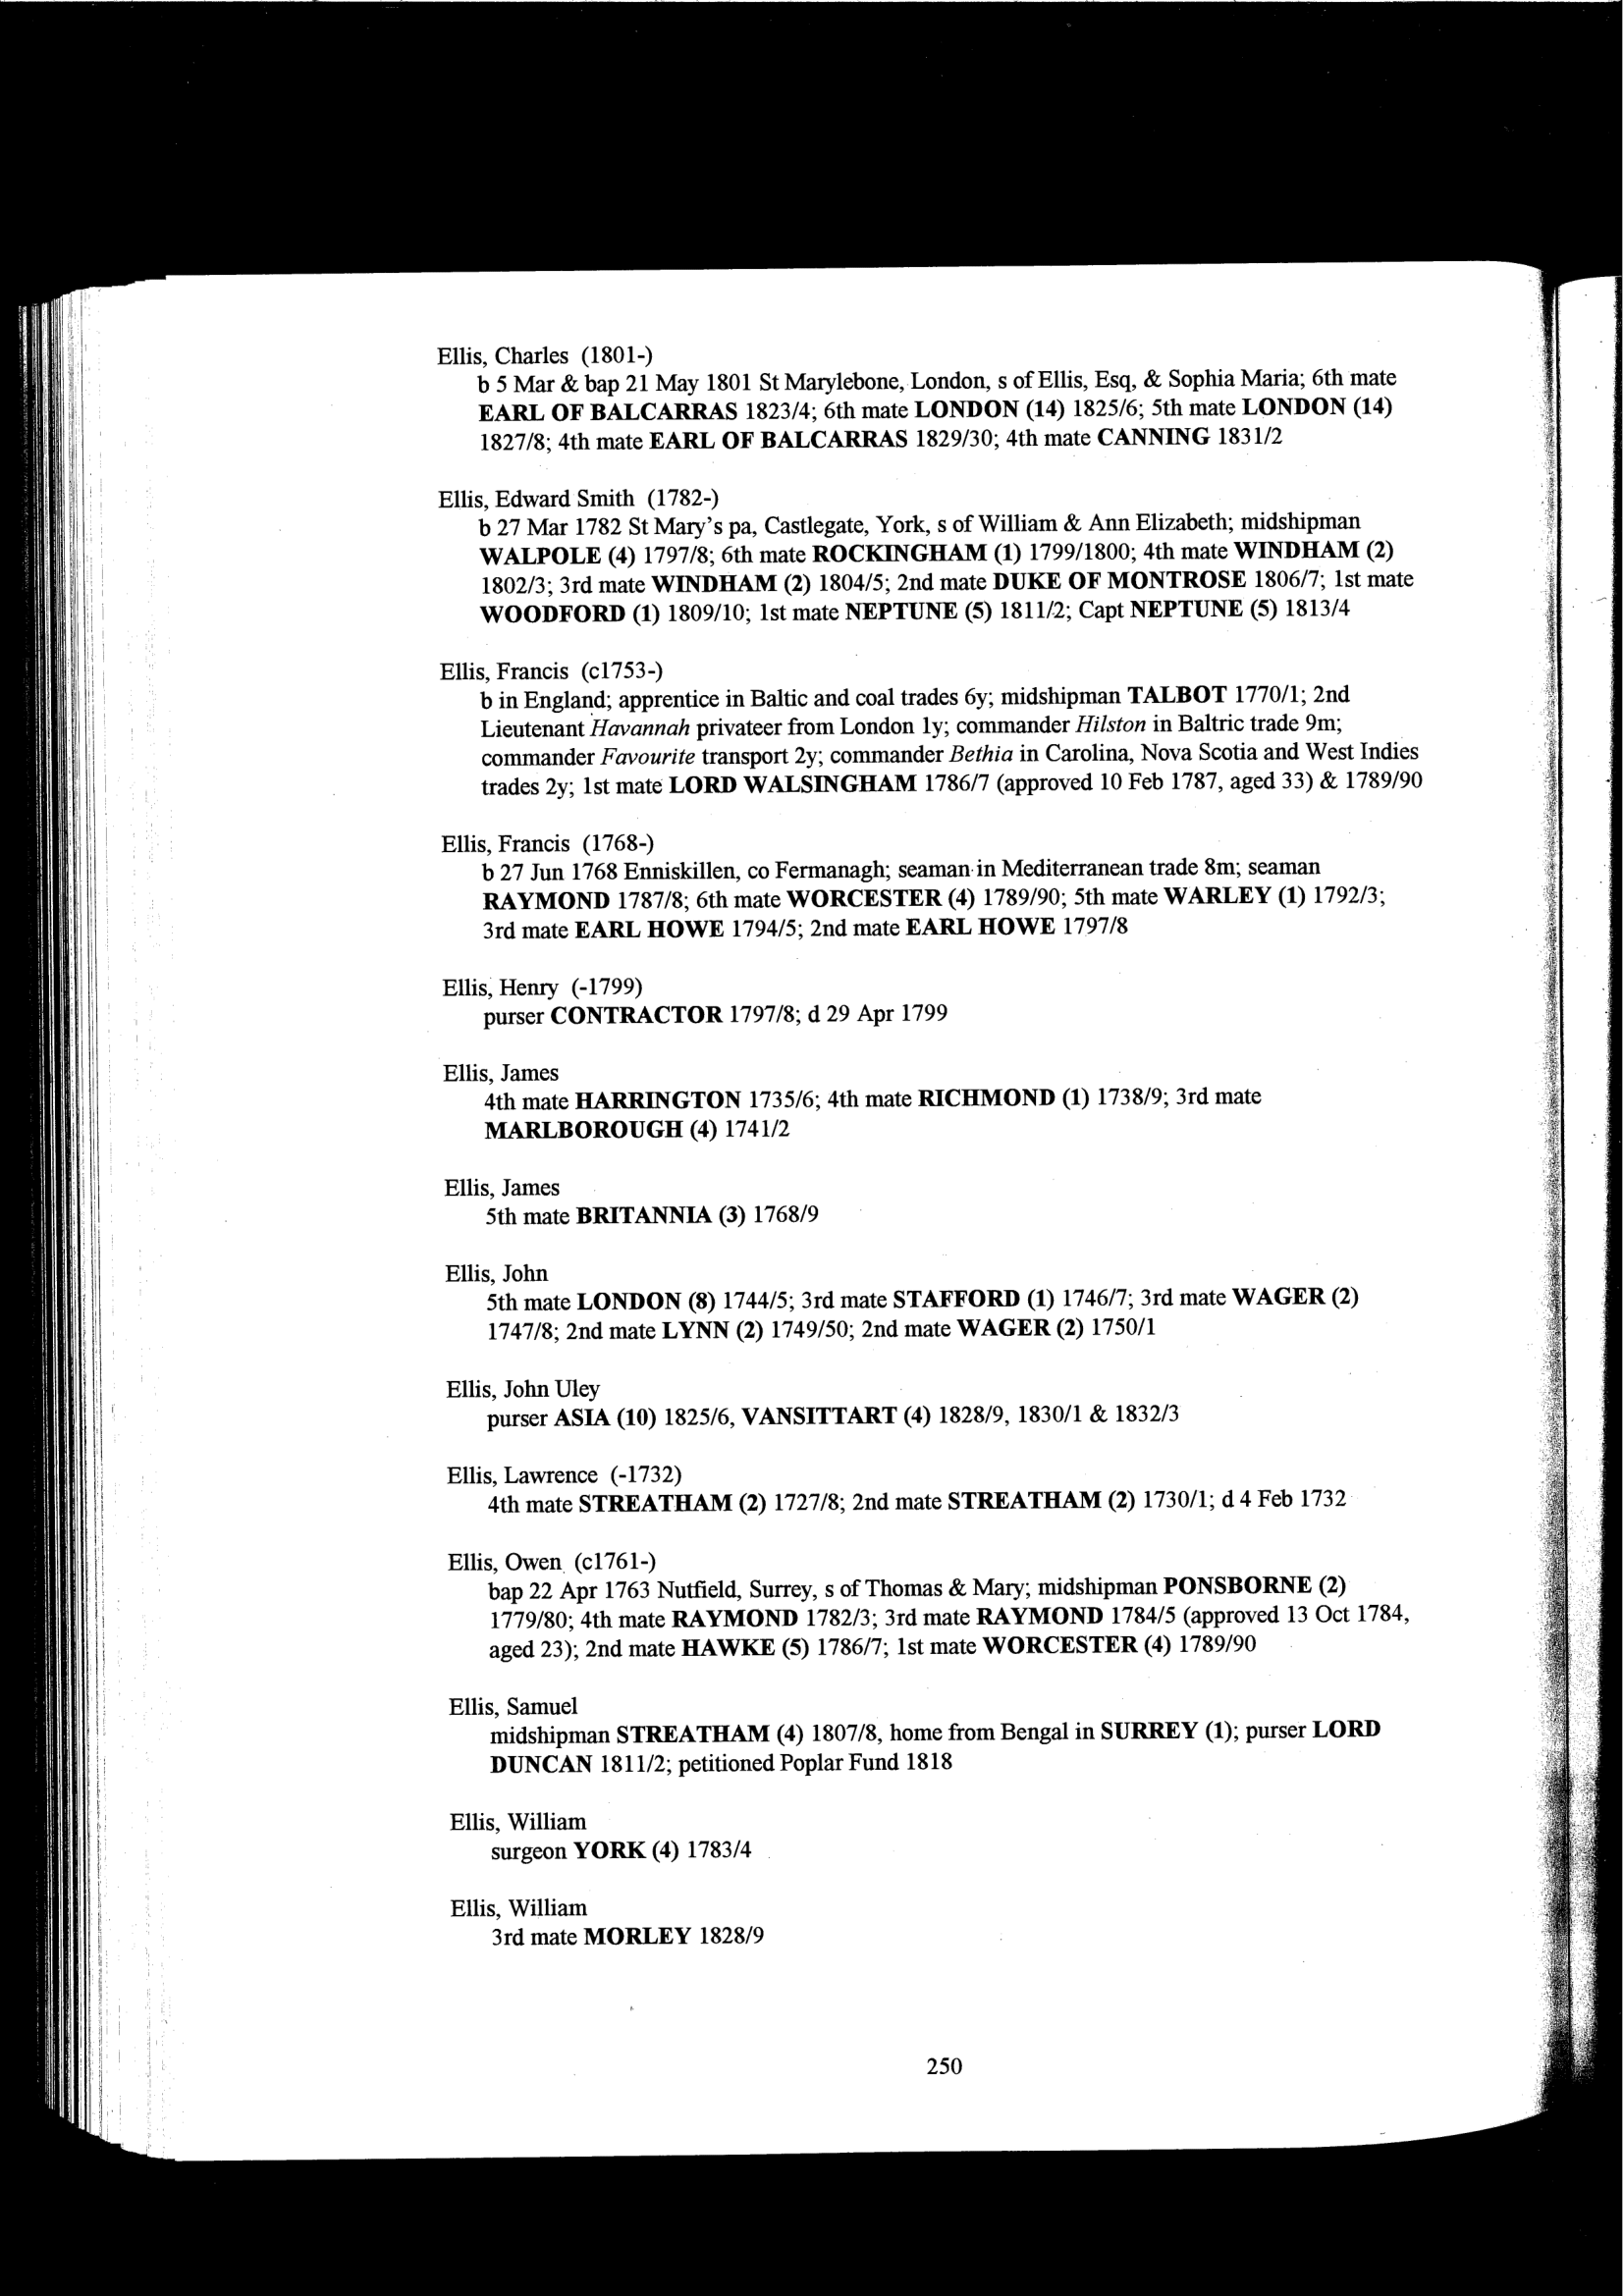 Ellis, Charles (1801-)
b 5 Mar & bap 21 May 1801 St Marylebone, London, s of Ellis, Esq, & Sophia Maria; 6th mate
EARL OF BALCARRAS 1823/4; 6th mate LONDON (14) 1825/6; 5th mate LONDON (14)
1827/8; 4th mate EARL OF BALCARRAS 1829/30; 4th mate CANNING 1831/2
Ellis, Edward Smith (1782-)
b 27 Mar 1782 St Mary's pa, Castlegate, York, s of William & Ann Elizabeth; midshipman
WALPOLE (4) 1797/8; 6th mate ROCKINGHAM (1) 1799/1800; 4th mate WINDHAM (2)
1802/3; 3rd mate WINDHAM (2) 1804/5; 2nd mate DUKE OF MONTROSE 1806/7; 1st mate
WOODFORD (1) 1809/10; 1st mate NEPTUNE (5) 1811/2; Capt NEPTUNE (5) 1813/4
Ellis, Francis (c1753-)
b in England; apprentice in Baltic and coal trades 6y; midshipman TALBOT 1770/1; 2nd
Lieutenant Havannah privateer from London 1y; commander Hilston in Baltric trade 9m;
commander Favourite transport 2y; commander Bethia in Carolina, Nova Scotia and West Indies
trades 2y; 1st mate LORD WALSINGHAM 1786/7 (approved 10 Feb 1787, aged 33) & 1789/90
Ellis, Francis (1768-)
b 27 Jun 1768 Enniskillen, co Fermanagh; seaman in Mediterranean trade 8m; seaman
RAYMOND 1787/8; 6th mate WORCESTER (4) 1789/90; 5th mate WARLEY (1) 1792/3;
3rd mate EARL HOWE 1794/5; 2nd mate EARL HOWE 1797/8
Ellis, Henry (-1799)
purser CONTRACTOR 1797/8; d 29 Apr 1799
Ellis, James
4th mate HARRINGTON 1735/6; 4th mate RICHMOND (1) 1738/9; 3rd mate
MARLBOROUGH (4) 1741/2
Ellis, James
5th mate BRITANNIA (3) 1768/9
Ellis, John
5th mate LONDON (8) 1744/5; 3rd mate STAFFORD (1) 1746/7; 3rd mate WAGER (2)
1747/8; 2nd mate LYNN (2) 1749/50; 2nd mate WAGER (2) 1750/1
Ellis, John Uley
purser ASIA (10) 1825/6, VANSITTART (4) 1828/9, 1830/1 & 1832/3
Ellis, Lawrence (-1732)
4th mate STREATHAM (2) 1727/8; 2nd mate STREATHAM (2) 1730/1; d 4 Feb 1732
Ellis, Owen (c1761-)
bap 22 Apr 1763 Nutfield, Surrey, s of Thomas & Mary; midshipman PONSBORNE (2)
1779/80; 4th mate RAYMOND 1782/3; 3rd mate RAYMOND 1784/5 (approved 13 Oct 1784,
aged 23); 2nd mate HAWKE (5) 1786/7; 1st mate WORCESTER (4) 1789/90
Ellis, Samuel
midshipman STREATHAM (4) 1807/8, home from Bengal in SURREY (1); purser LORD
DUNCAN 1811/2; petitioned Poplar Fund 1818
Ellis, William
surgeon YORK (4) 1783/4
Ellis, William
3rd mate MORLEY 1828/9
250